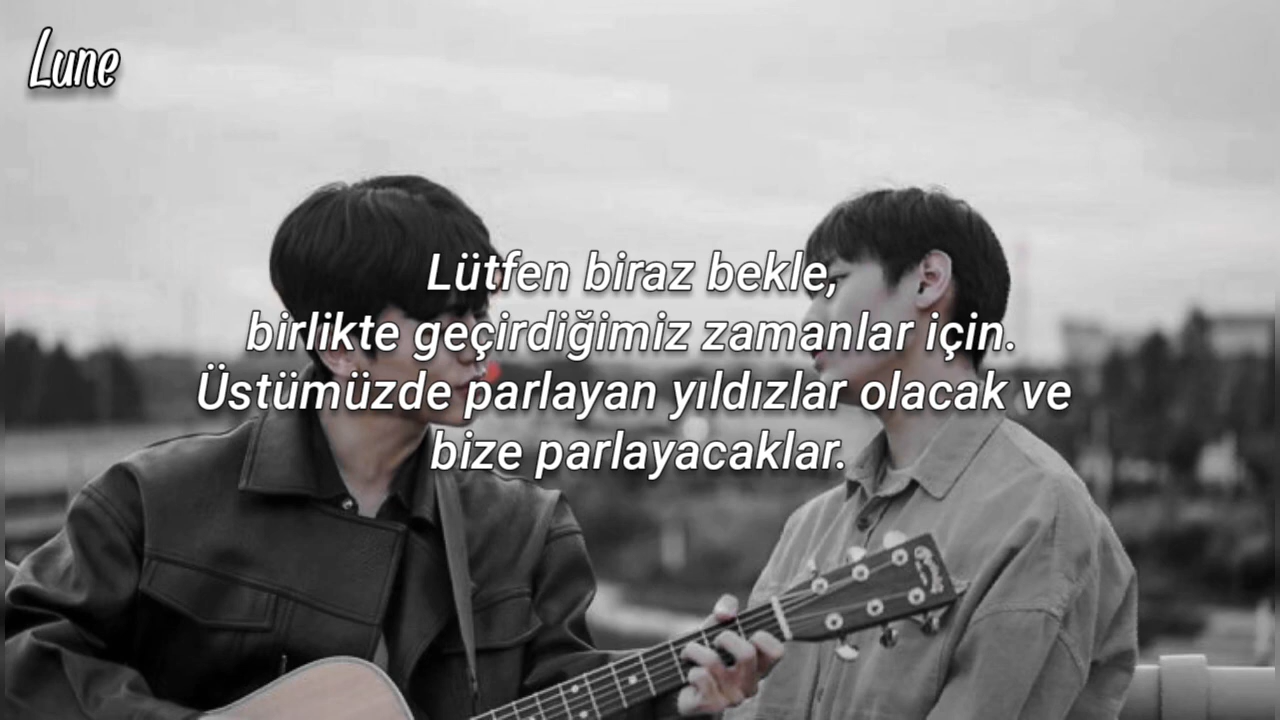 Lune
Lütfen biraz bekle,
birlikte geçirdiğimiz zamanlar için.
Üstümüzde parlayan yıldızlar olacak ve
bize parlayacaklar.